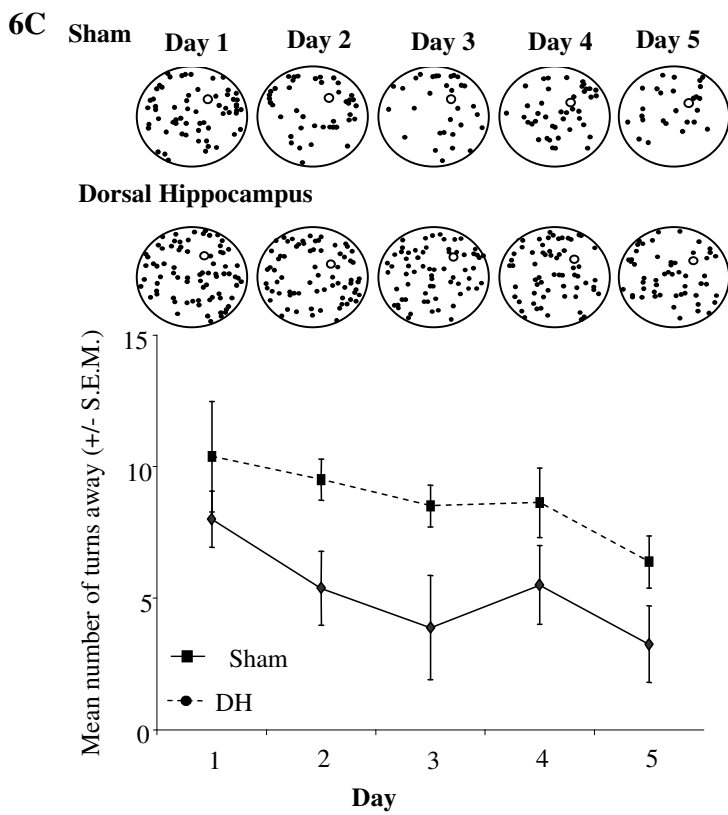 6C Sham Day 1 Day 2 Day 3 Day 4 Day 5
Dorsal Hippocampus
Mean number of turns away (+/- S.E.M.)
15
10
5
0
Sham
DH
1 2 3 4 5
Day